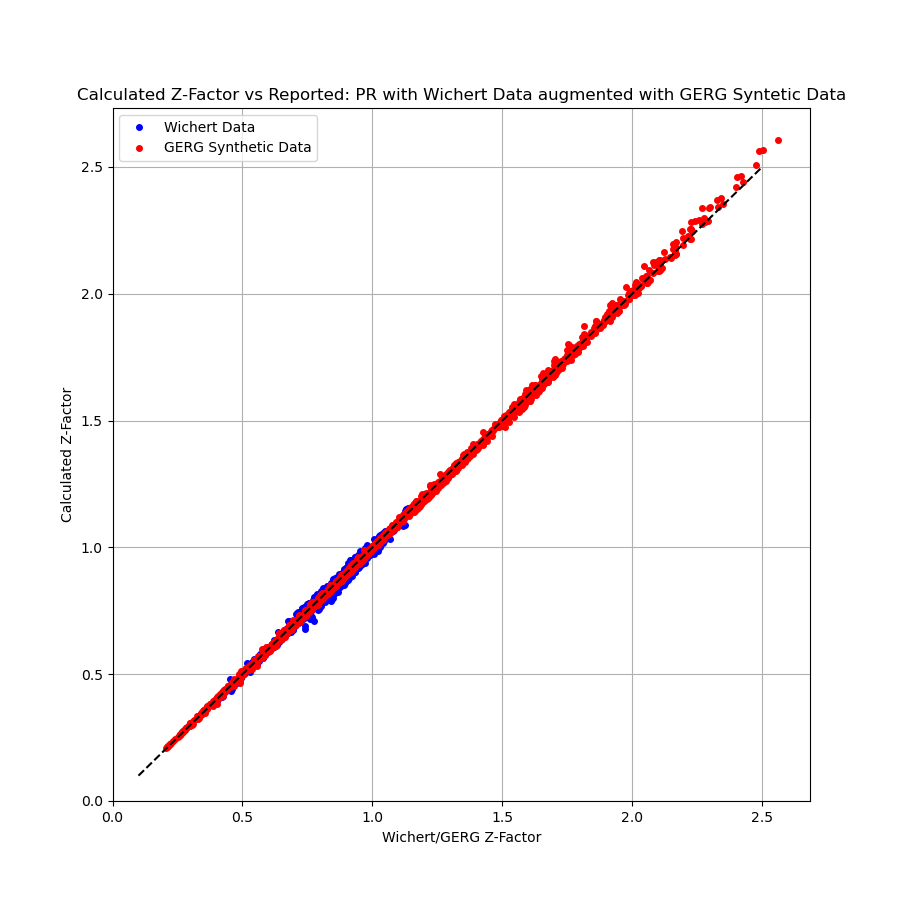 Calculated Z-Factor vs Reported: PR with Wichert Data augmented with GERG Syntetic Data
Wichert Data
GERG Synthetic Data
2.5
2.0
1.5
1.0
0.5
0.0
Calculated Z-Factor
0.0 0.5 1.0 1.5 2.0 2.5
Wichert/GERG Z-Factor